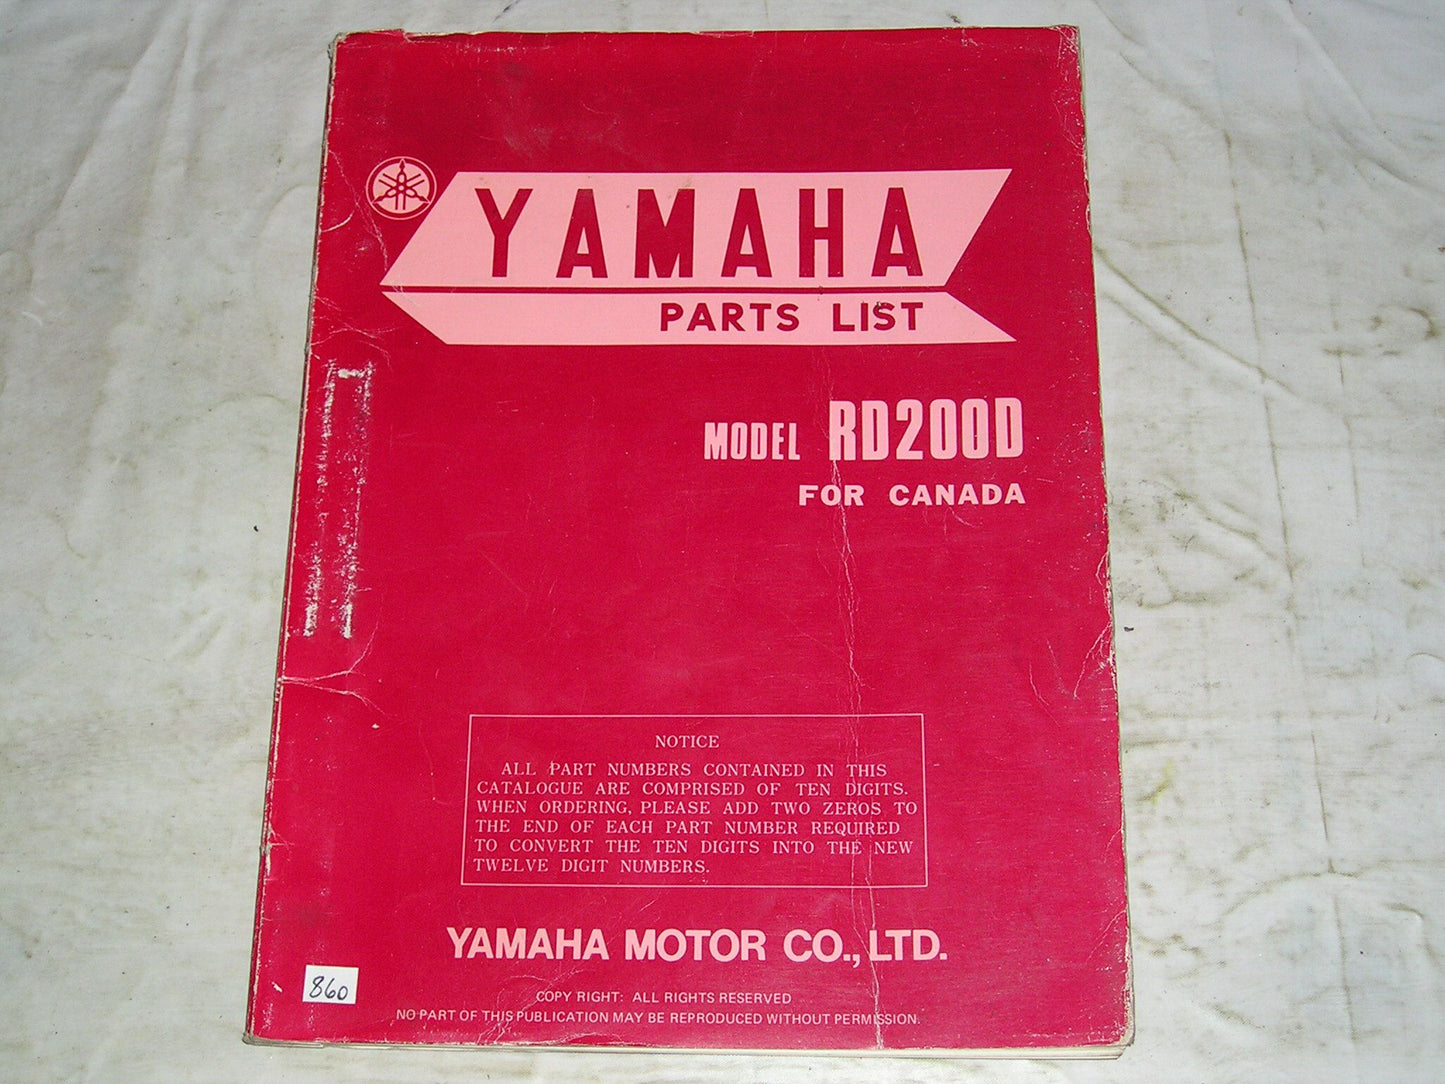 YAMAHA
PARTS LIST
MODEL RD200D
FOR CANADA
NOTICE
ALL PART NUMBERS CONTAINED IN THIS
CATALOGUE ARE COMPRISED OF TEN DIGITS.
WHEN ORDERING, PLEASE ADD TWO ZEROS TO
THE END OF EACH PART NUMBER REQUIRED
TO CONVERT THE TEN DIGITS INTO THE NEW
TWELVE DIGIT NUMBERS.
YAMAHA MOTOR CO., LTD.
860
COPY RIGHT: ALL RIGHTS RESERVED
NO PART OF THIS PUBLICATION MAY BE REPRODUCED WITHOUT PERMISSION.